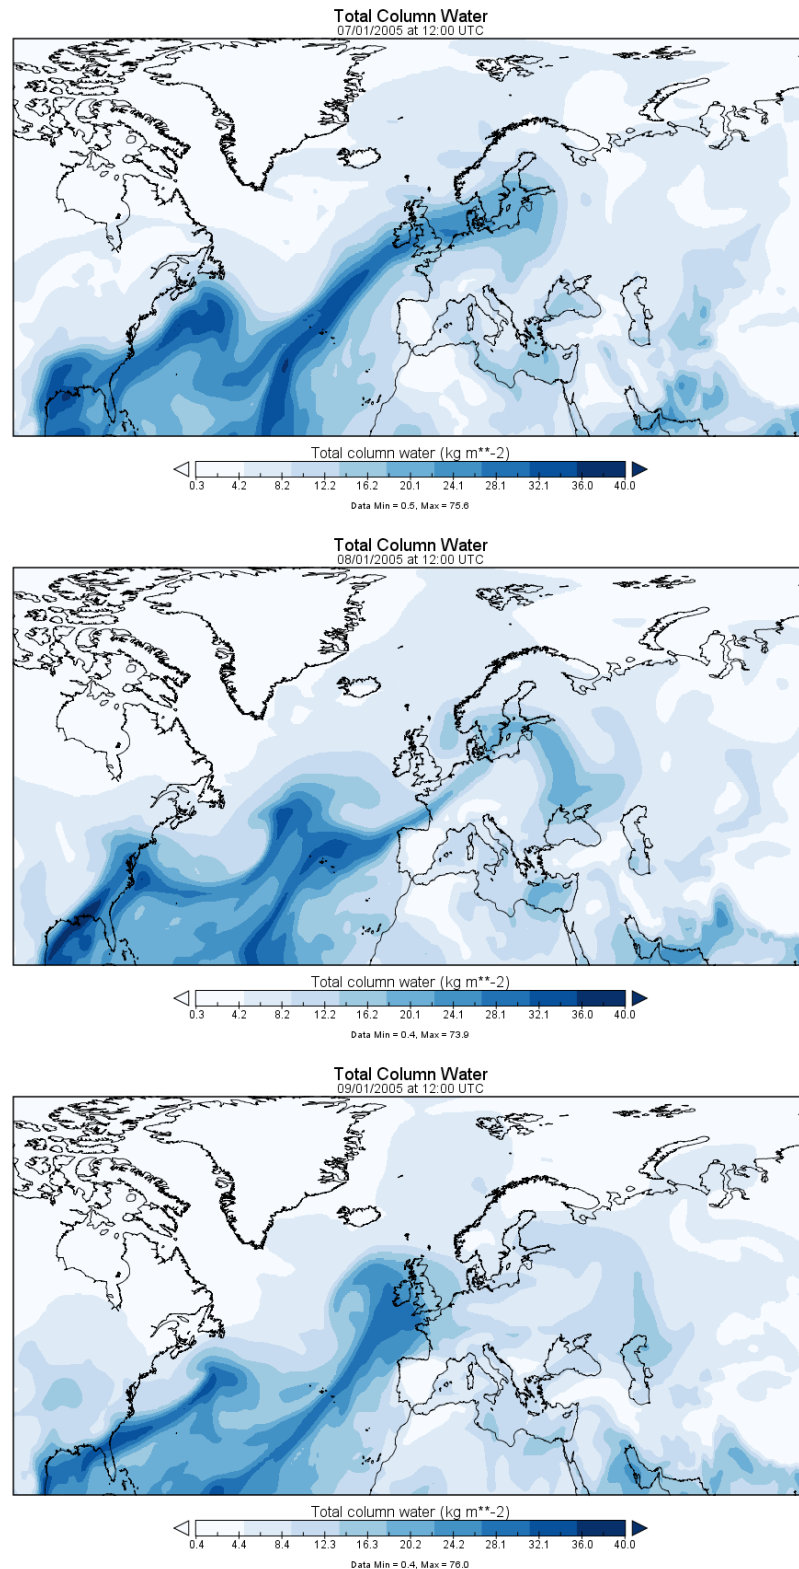 Total Column Water
07/01/2005 at 12:00 UTC
Total column water (kg m**-2)
0.3 4.2 8.2 12.2 16.2 20.1 24.1 28.1 32.1 36.0 40.0
Data Min = 0.5, Max = 75.6
Total Column Water
08/01/2005 at 12:00 UTC
Total column water (kg m**-2)
0.3 4.2 8.2 12.2 16.2 20.1 24.1 28.1 32.1 36.0 40.0
Data Min = 0.4, Max = 73.9
Total Column Water
09/01/2005 at 12:00 UTC
Total column water (kg m**-2)
0.4 4.4 8.4 12.3 16.3 20.2 24.2 28.1 32.1 36.0 40.0
Data Min = 0.4, Max = 76.0